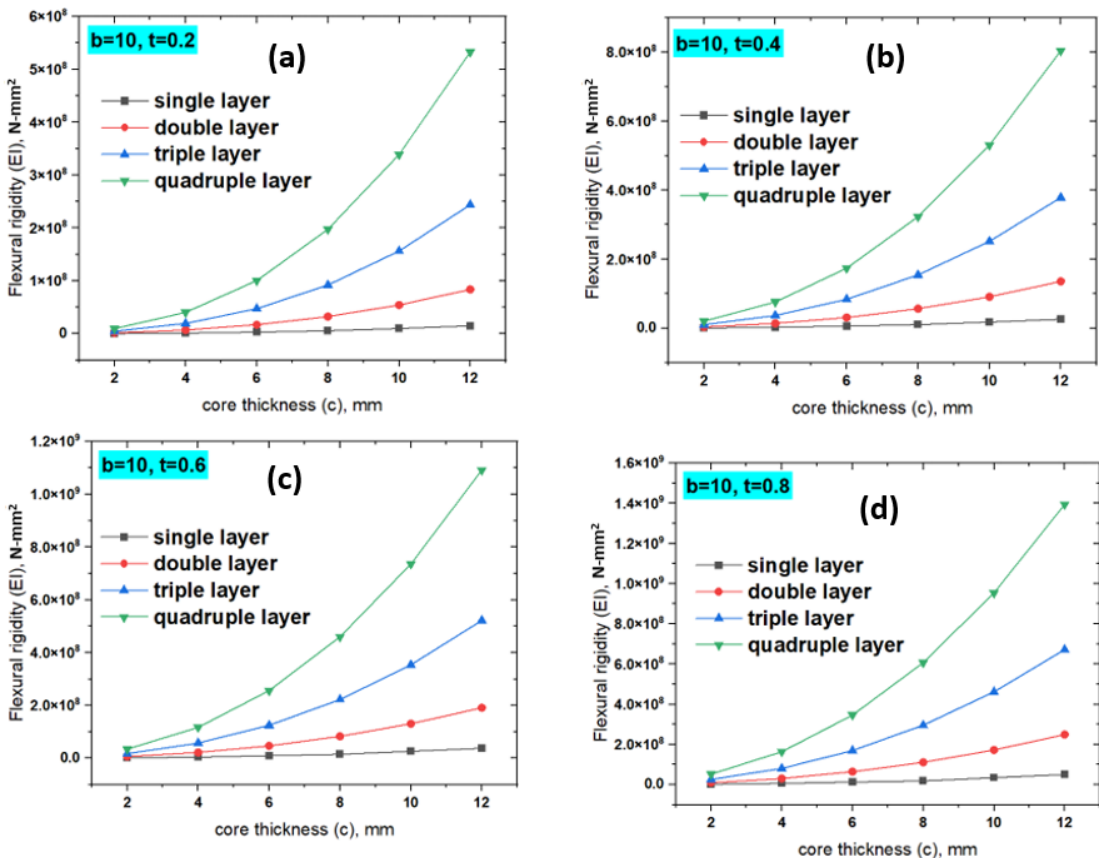 b=10, t=0.2
(a)
6×10⁸
5×10⁸
4×10⁸
3×10⁸
2×10⁸
1×10⁸
0
Flexural rigidity (EI), N-mm²
single layer
double layer
triple layer
quadruple layer
2 4 6 8 10 12
core thickness (c), mm
b=10, t=0.4
(b)
8.0×10⁸
6.0×10⁸
4.0×10⁸
2.0×10⁸
0.0
Flexural rigidity (EI), N-mm²
single layer
double layer
triple layer
quadruple layer
2 4 6 8 10 12
core thickness (c), mm
b=10, t=0.6
(c)
1.2×10⁹
1.0×10⁹
8.0×10⁸
6.0×10⁸
4.0×10⁸
2.0×10⁸
0.0
Flexural rigidity (EI), N-mm²
single layer
double layer
triple layer
quadruple layer
2 4 6 8 10 12
core thickness (c), mm
b=10, t=0.8
(d)
1.6×10⁹
1.4×10⁹
1.2×10⁹
1.0×10⁹
8.0×10⁸
6.0×10⁸
4.0×10⁸
2.0×10⁸
0.0
Flexural rigidity (EI), N-mm²
single layer
double layer
triple layer
quadruple layer
2 4 6 8 10 12
core thickness (c), mm